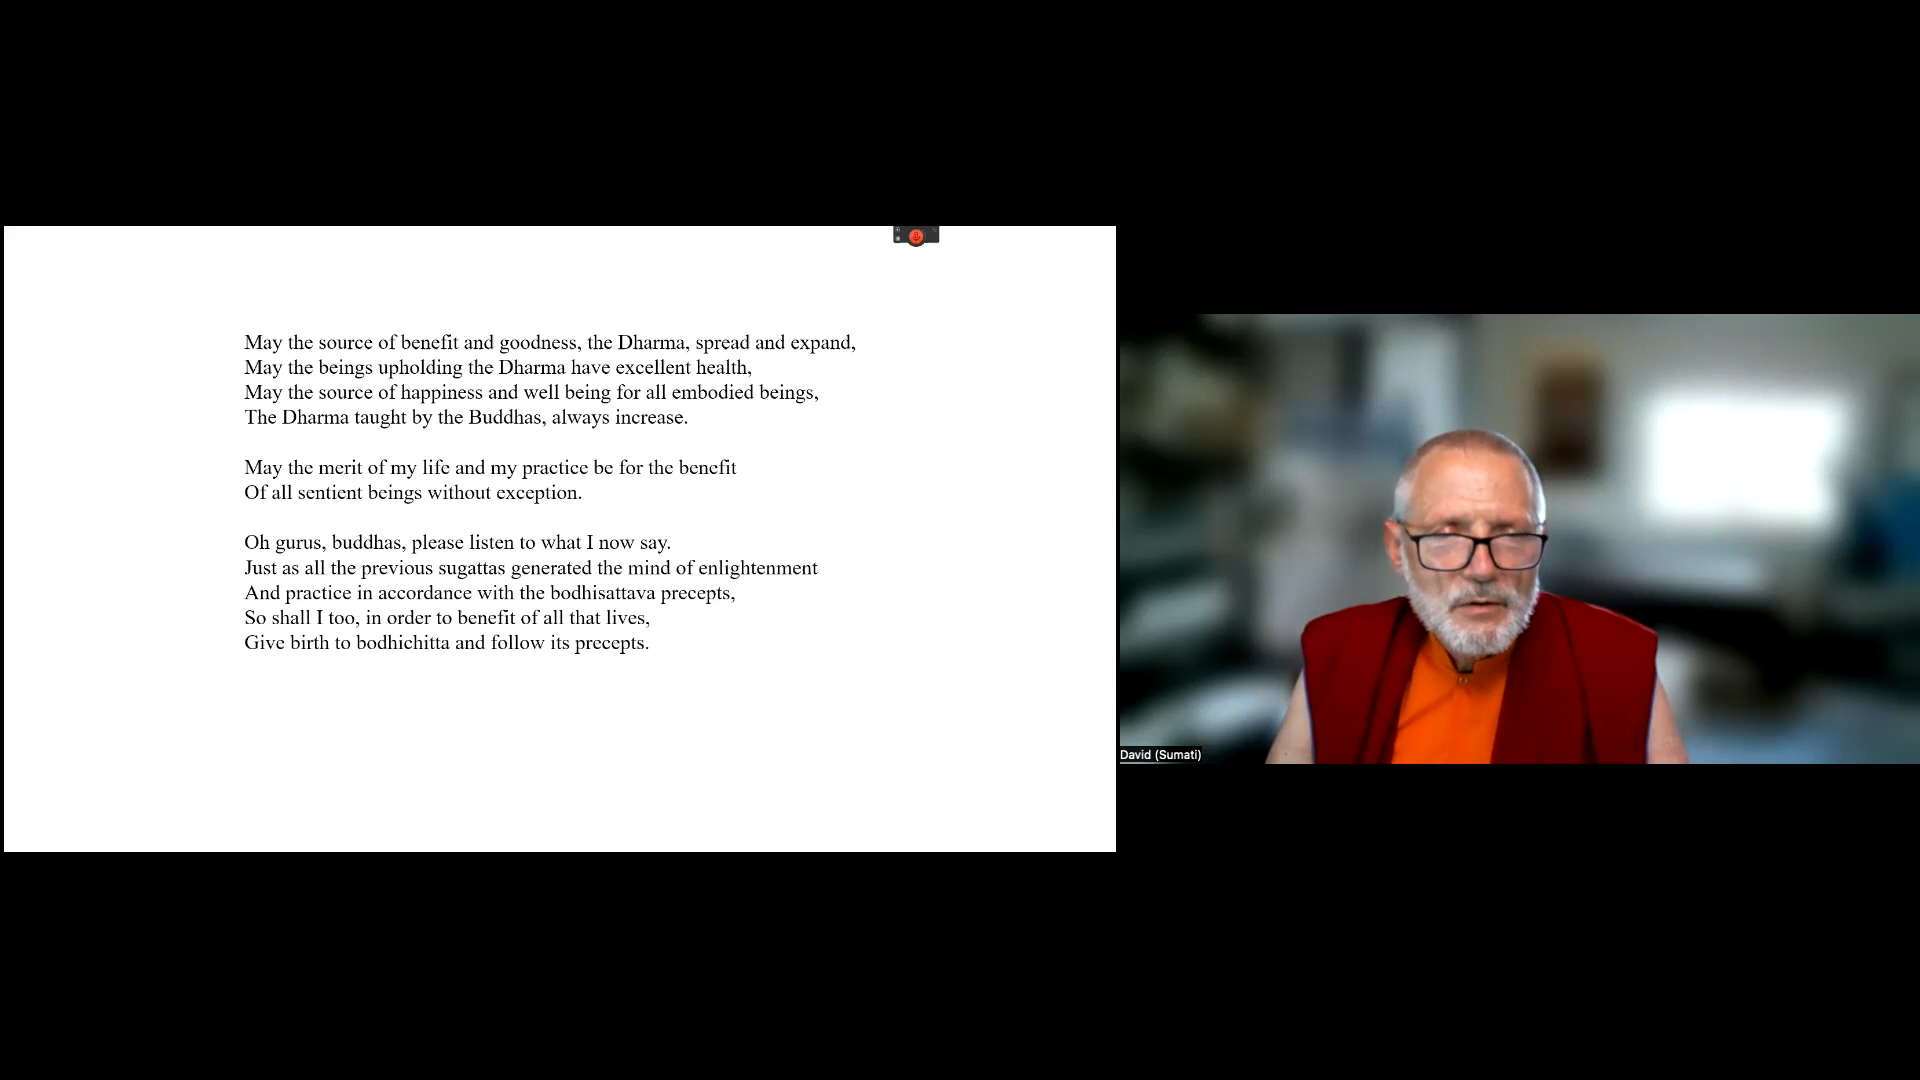 May the source of benefit and goodness, the Dharma, spread and expand,
May the beings upholding the Dharma have excellent health,
May the source of happiness and well being for all embodied beings,
The Dharma taught by the Buddhas, always increase.
May the merit of my life and my practice be for the benefit
Of all sentient beings without exception.
Oh gurus, buddhas, please listen to what I now say.
Just as all the previous sugattas generated the mind of enlightenment
And practice in accordance with the bodhisattava precepts,
So shall I too, in order to benefit of all that lives,
Give birth to bodhichitta and follow its precepts.
David (Sumati)